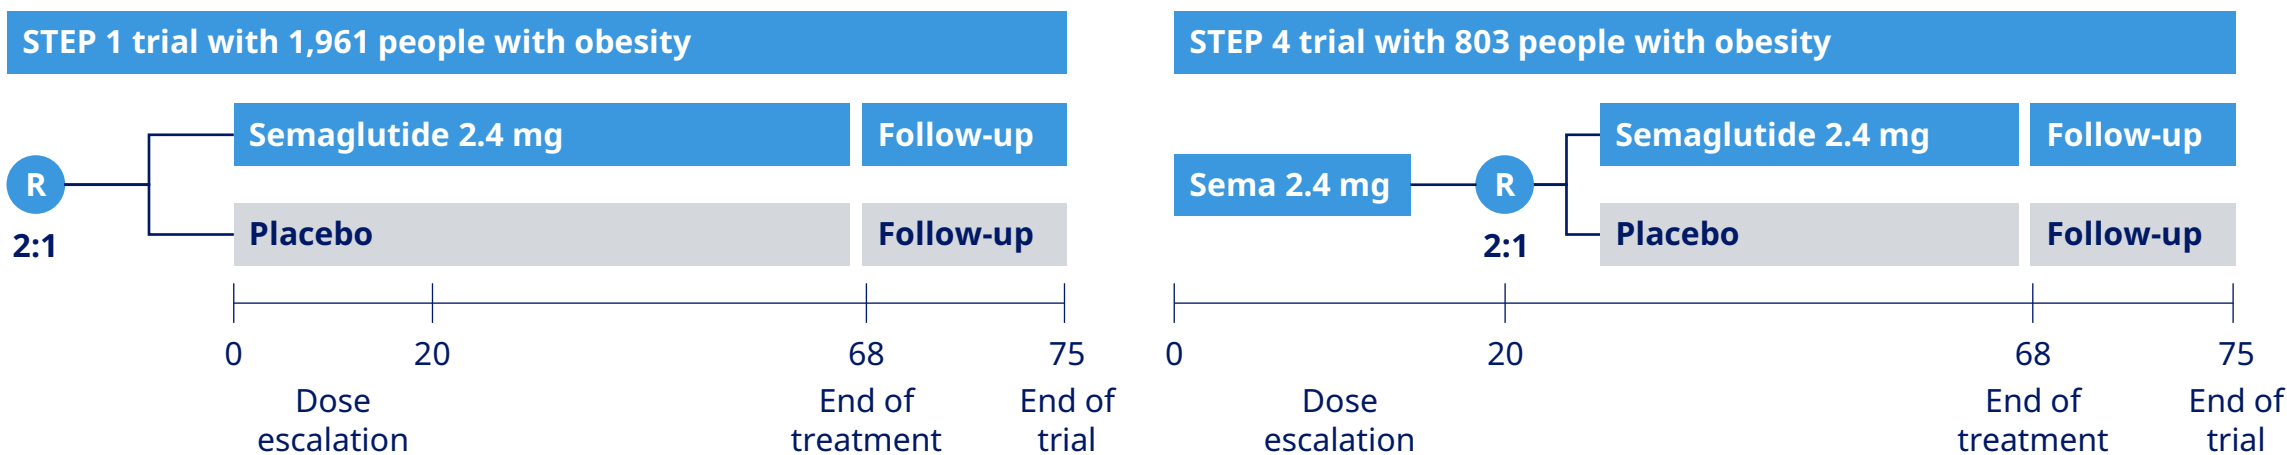 STEP 1 trial with 1,961 people with obesity
Semaglutide 2.4 mg
Follow-up
R
2:1
Placebo
Follow-up
0
20
68
75
Dose
escalation
End of
treatment
End of
trial
STEP 4 trial with 803 people with obesity
Sema 2.4 mg
R
2:1
Semaglutide 2.4 mg
Follow-up
Placebo
Follow-up
0
20
68
75
Dose
escalation
End of
treatment
End of
trial